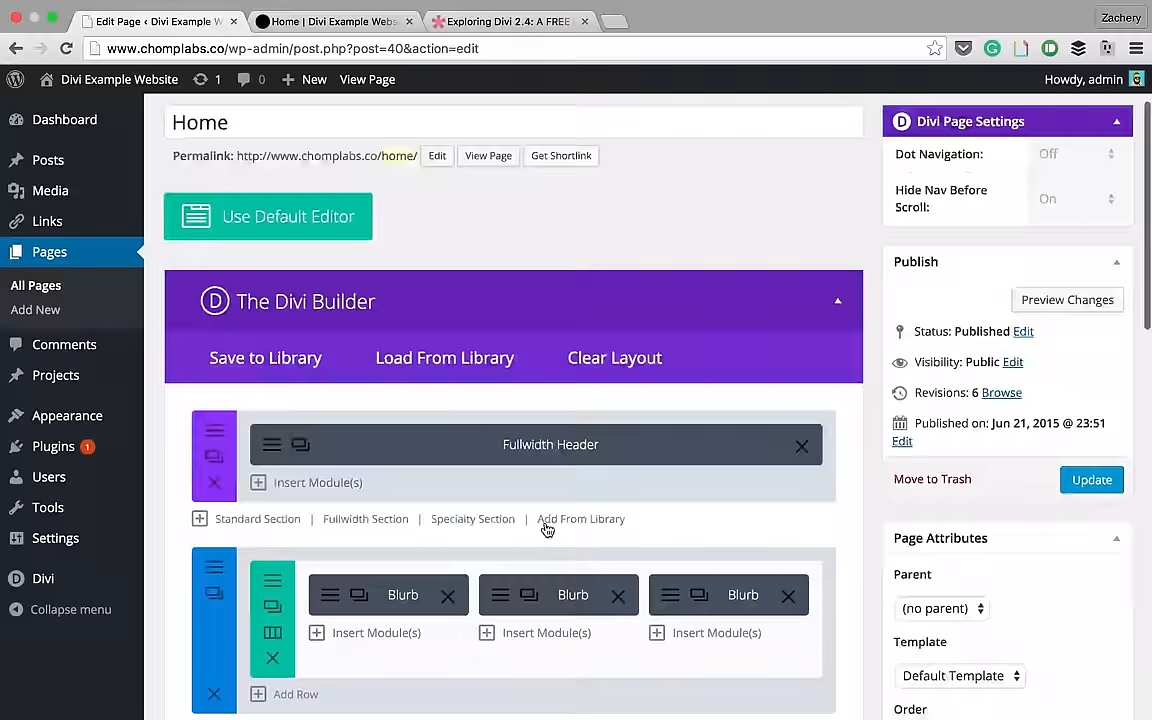 Edit Page ‹ Divi Example W
Home | Divi Example Webs
Exploring Divi 2.4: A FREE
Zachery
www.chomplabs.co/wp-admin/post.php?post=40&action=edit
Divi Example Website
1
0
New
View Page
Howdy, admin
Dashboard
Posts
Media
Links
Pages
All Pages
Add New
Comments
Projects
Appearance
Plugins 1
Users
Tools
Settings
Divi
Collapse menu
Home
Permalink: http://www.chomplabs.co/home/
Edit
View Page
Get Shortlink
Use Default Editor
D The Divi Builder
Save to Library
Load From Library
Clear Layout
Fullwidth Header
Insert Module(s)
Standard Section | Fullwidth Section | Specialty Section | Add From Library
Blurb
Blurb
Blurb
Insert Module(s)
Insert Module(s)
Insert Module(s)
Add Row
D Divi Page Settings
Dot Navigation:
Off
Hide Nav Before
Scroll:
On
Publish
Preview Changes
Status: Published Edit
Visibility: Public Edit
Revisions: 6 Browse
Published on: Jun 21, 2015 @ 23:51
Edit
Move to Trash
Update
Page Attributes
Parent
(no parent)
Template
Default Template
Order